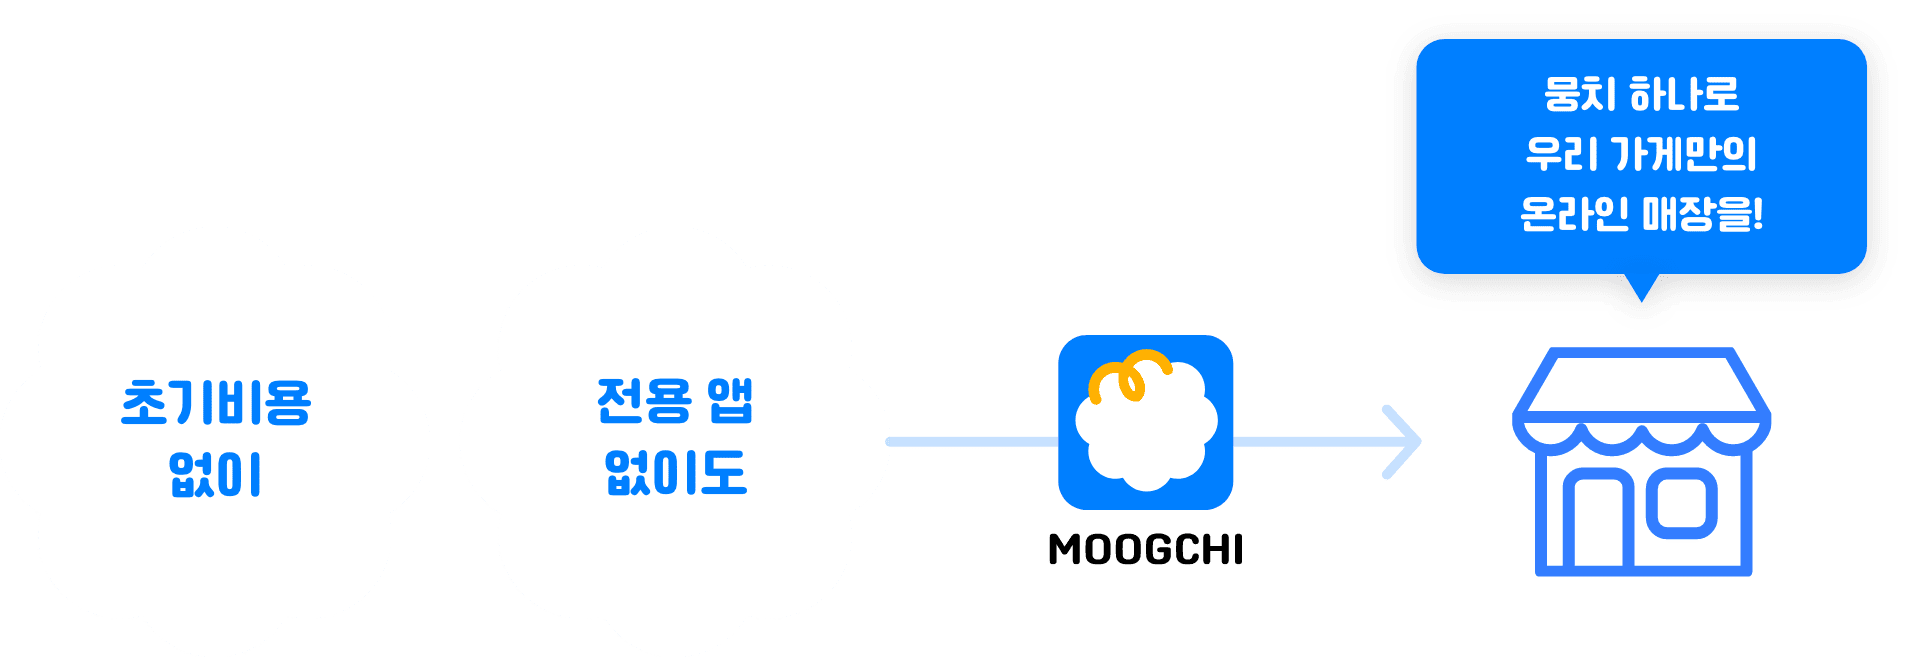 초기비용
없이
전용 앱
없이도
MOOGCHI
뭉치 하나로
우리 가게만의
온라인 매장을!